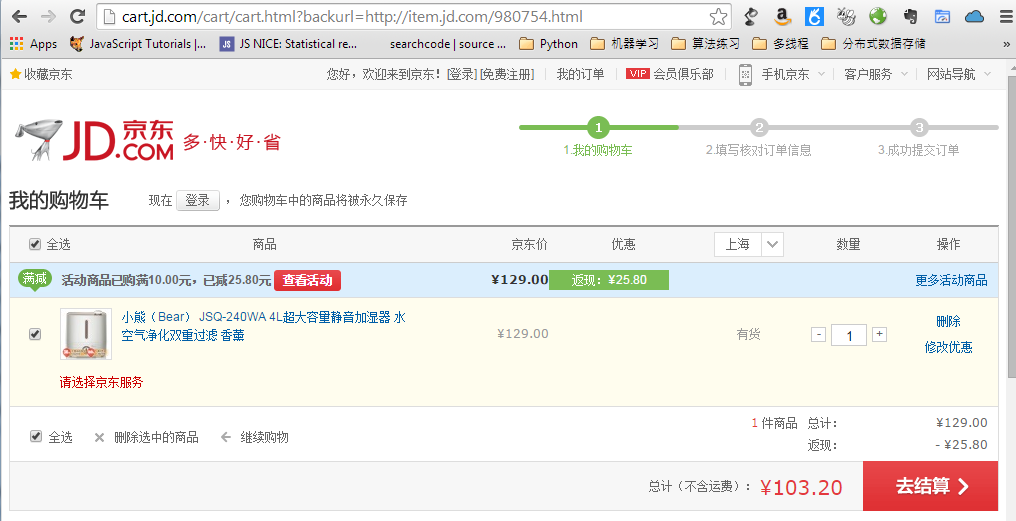 cart.jd.com/cart/cart.html?backurl=http://item.jd.com/980754.html
Apps JavaScript Tutorials |... JS NICE: Statistical re... searchcode | source ... Python 机器学习 算法练习 多线程 分布式数据存储 »
收藏京东 您好，欢迎来到京东！[登录] [免费注册] 我的订单 VIP 会员俱乐部 手机京东 客户服务 网站导航
JD.COM 京东 多·快·好·省
1 2 3
1.我的购物车 2.填写核对订单信息 3.成功提交订单
我的购物车 现在 登录 ，您购物车中的商品将被永久保存
全选 商品 京东价 优惠 上海 数量 操作
满减 活动商品已购满10.00元，已减25.80元 查看活动 ¥129.00 返现：¥25.80 更多活动商品
小熊（Bear） JSQ-240WA 4L超大容量静音加湿器 水
空气净化双重过滤 香薰
¥129.00 有货 - 1 + 删除
修改优惠
请选择京东服务
全选 删除选中的商品 继续购物 1 件商品 总计： ¥129.00
返现： - ¥25.80
总计（不含运费）： ¥103.20 去结算